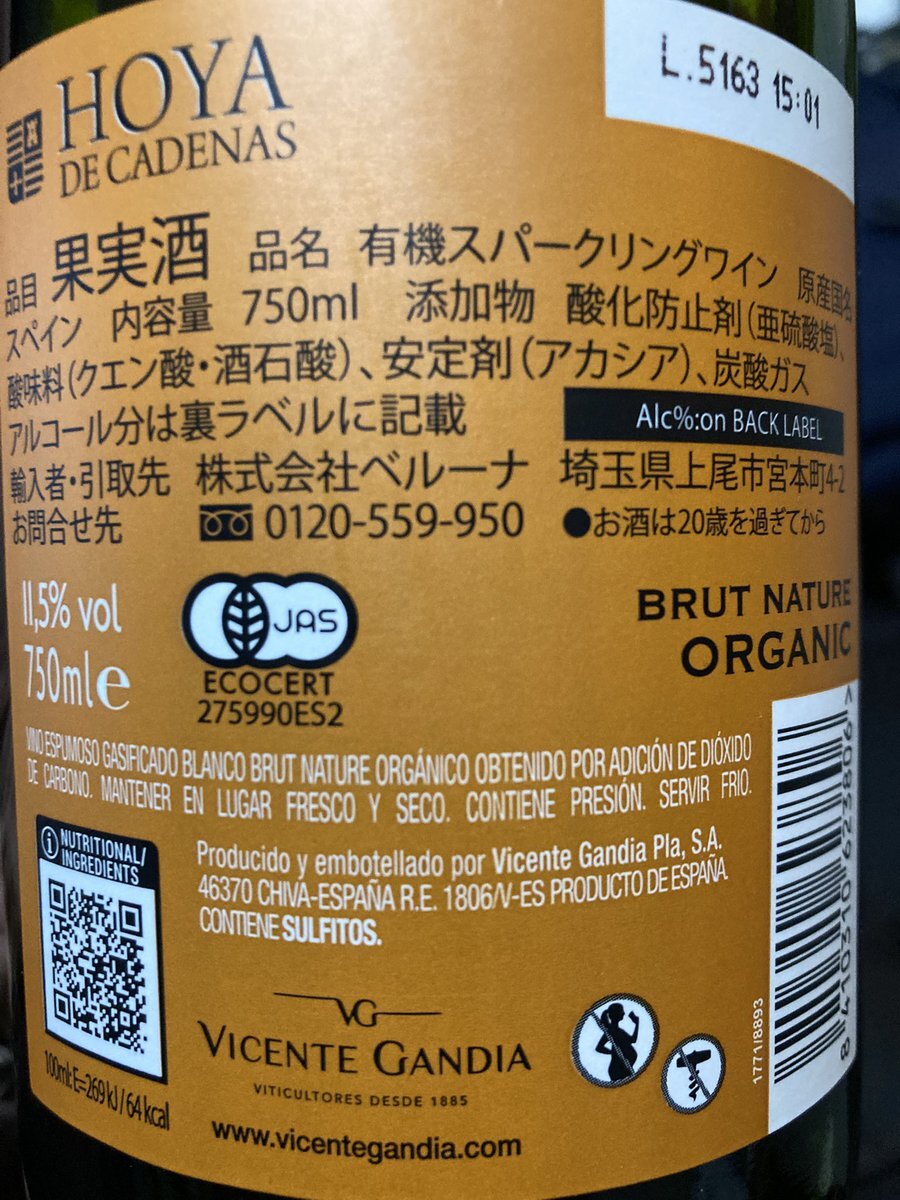 L.5163 15:01
HOYA
DE CADENAS
品目 果実酒 品名 有機スパークリングワイン 原産国名
スペイン 内容量 750ml 添加物 酸化防止剤(亜硫酸塩)、
酸味料(クエン酸・酒石酸)、安定剤(アカシア)、炭酸ガス
アルコール分は裏ラベルに記載 Alc%:on BACK LABEL
輸入者・引取先 株式会社ベルーナ 埼玉県上尾市宮本町4-2
お問合せ先 0120-559-950 ●お酒は20歳を過ぎてから
11,5% vol
750ml e
JAS
ECOCERT
275990ES2
BRUT NATURE
ORGANIC
VINO ESPUMOSO GASIFICADO BLANCO BRUT NATURE ORGÁNICO OBTENIDO POR ADICIÓN DE DIÓXIDO
DE CARBONO. MANTENER EN LUGAR FRESCO Y SECO. CONTIENE PRESIÓN. SERVIR FRIO.
i NUTRITIONAL/
INGREDIENTS
Producido y embotellado por Vicente Gandia Pla, S.A.
46370 CHIVA-ESPAÑA R.E. 1806/V-ES PRODUCTO DE ESPAÑA.
CONTIENE SULFITOS.
100ml: E=269 kJ / 64 kcal
VG
VICENTE GANDIA
VITICULTORES DESDE 1885
www.vicentegandia.com
1771/8893
8 410310 623806 >